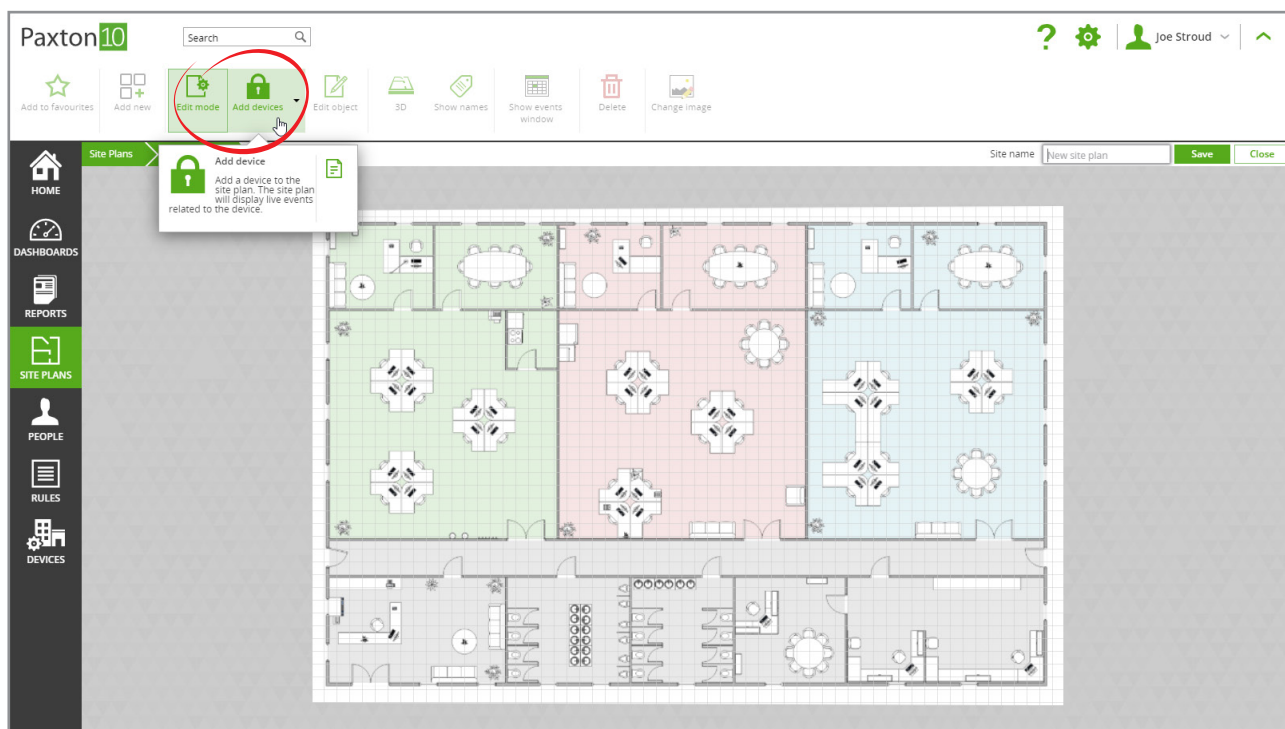 Paxton 10
Search
Joe Stroud
Add to favourites
Add new
Edit mode
Add devices
Edit object
3D
Show names
Show events
window
Delete
Change image
Site Plans
Site name
New site plan
Save
Close
Add device
Add a device to the
site plan. The site plan
will display live events
related to the device.
HOME
DASHBOARDS
REPORTS
SITE PLANS
PEOPLE
RULES
DEVICES